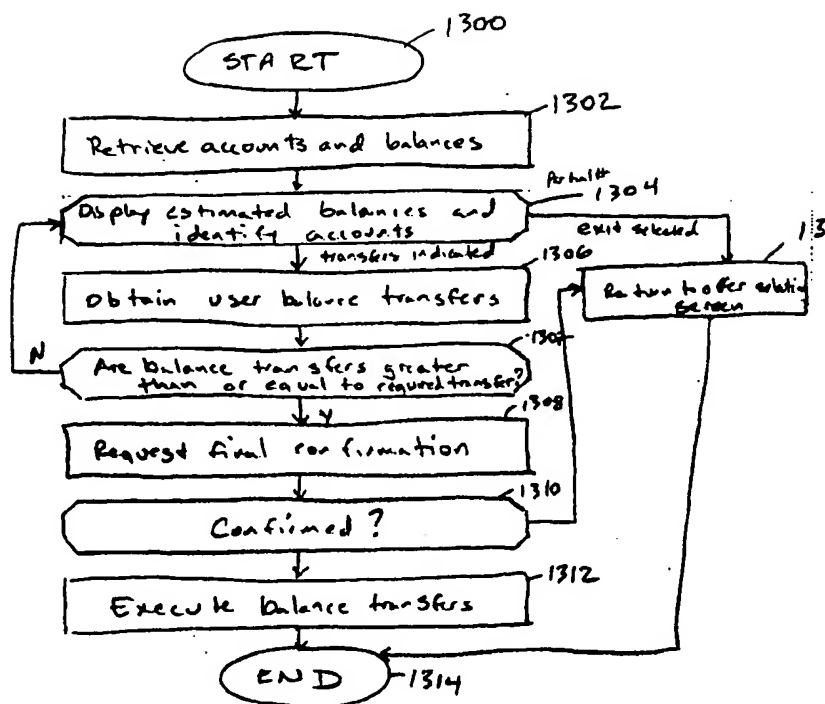 1300
START
1302
Retrieve accounts and balances
1304
Display estimated balances and
identify accounts
exit selected
13
transfers indicated
1306
Obtain user balance transfers
Return to offer
screen
N
Are balance transfers greater
than or equal to required transfer?
Y
1308
Request final confirmation
1310
Confirmed?
1312
Execute balance transfers
END
1314